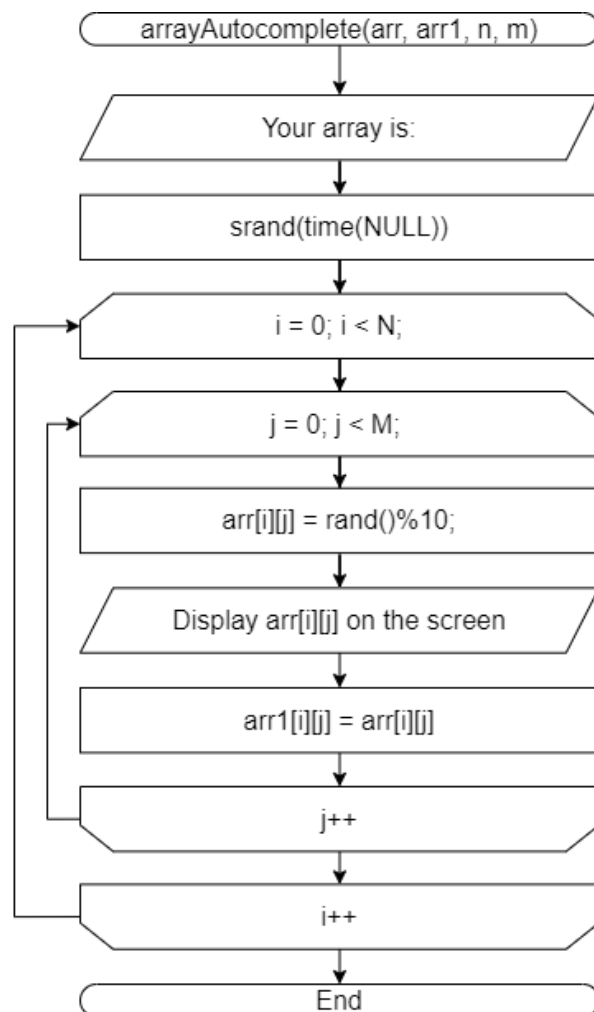 arrayAutocomplete(arr, arr1, n, m)
Your array is:
srand(time(NULL))
i = 0; i < N;
j = 0; j < M;
arr[i][j] = rand()%10;
Display arr[i][j] on the screen
arr1[i][j] = arr[i][j]
j++
i++
End